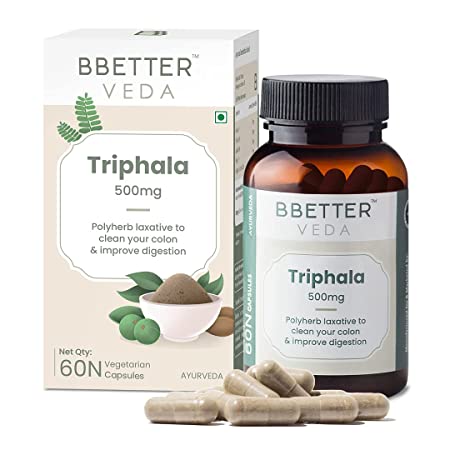 BBETTER™
VEDA
Triphala
500mg
Polyherb laxative to
clean your colon
& improve digestion
Net Qty:
60N Vegetarian
Capsules
AYURVEDA
BBETTER™
VEDA
Triphala
500mg
Polyherb laxative to
clean your colon
& improve digestion
AYURVEDA
60N CAPSULES